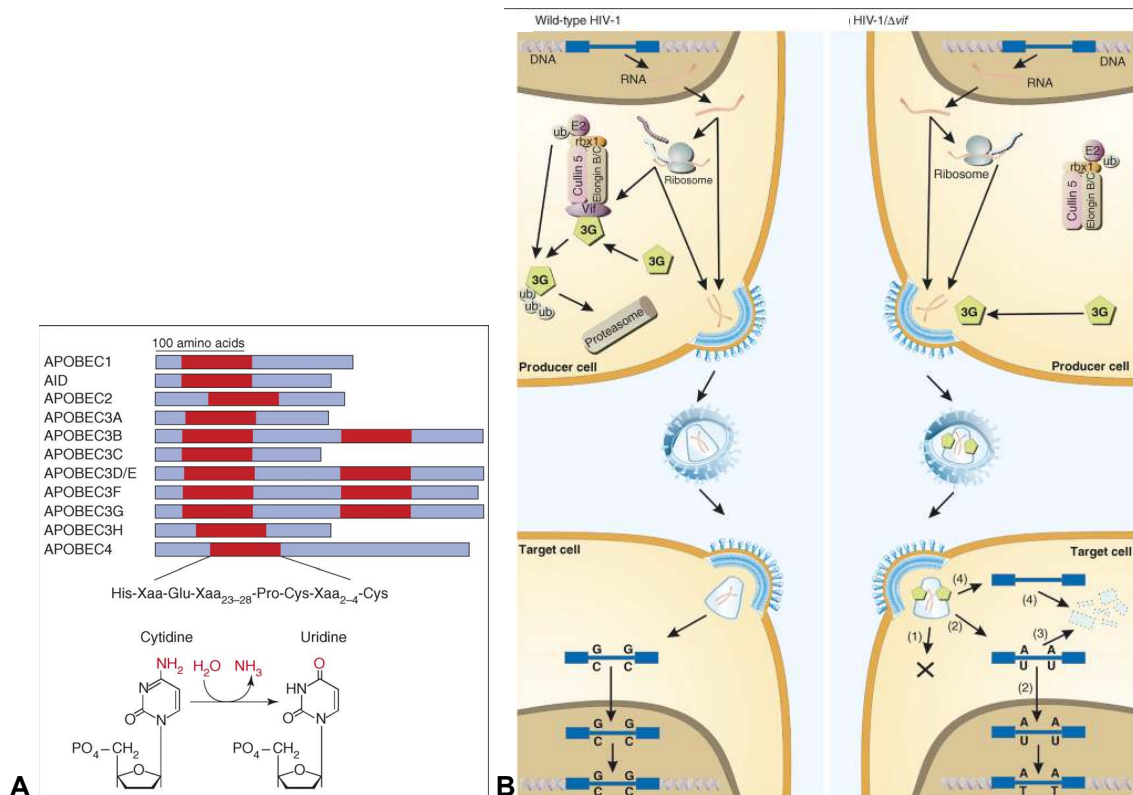 100 amino acids
APOBEC1
AID
APOBEC2
APOBEC3A
APOBEC3B
APOBEC3C
APOBEC3D/E
APOBEC3F
APOBEC3G
APOBEC3H
APOBEC4
His-Xaa-Glu-Xaa23–28-Pro-Cys-Xaa2–4-Cys
Cytidine
Uridine
NH2
H2O
NH3
O
N
HN
O
N
O
N
PO4–CH2
PO4–CH2
O
O
A
Wild-type HIV-1
DNA
RNA
ub
E2
rbx1
Cullin 5
Elongin B/C
Vif
3G
Ribosome
3G
3G
ub
ub
ub
Proteasome
Producer cell
Target cell
G G
C C
G G
C C
G G
C C
HIV-1/Δvif
DNA
RNA
Ribosome
E2
ub
rbx1
Cullin 5
Elongin B/C
3G
3G
Producer cell
Target cell
(4)
(4)
(1)
(2)
(3)
A A
U U
(2)
A A
U U
A A
T T
B